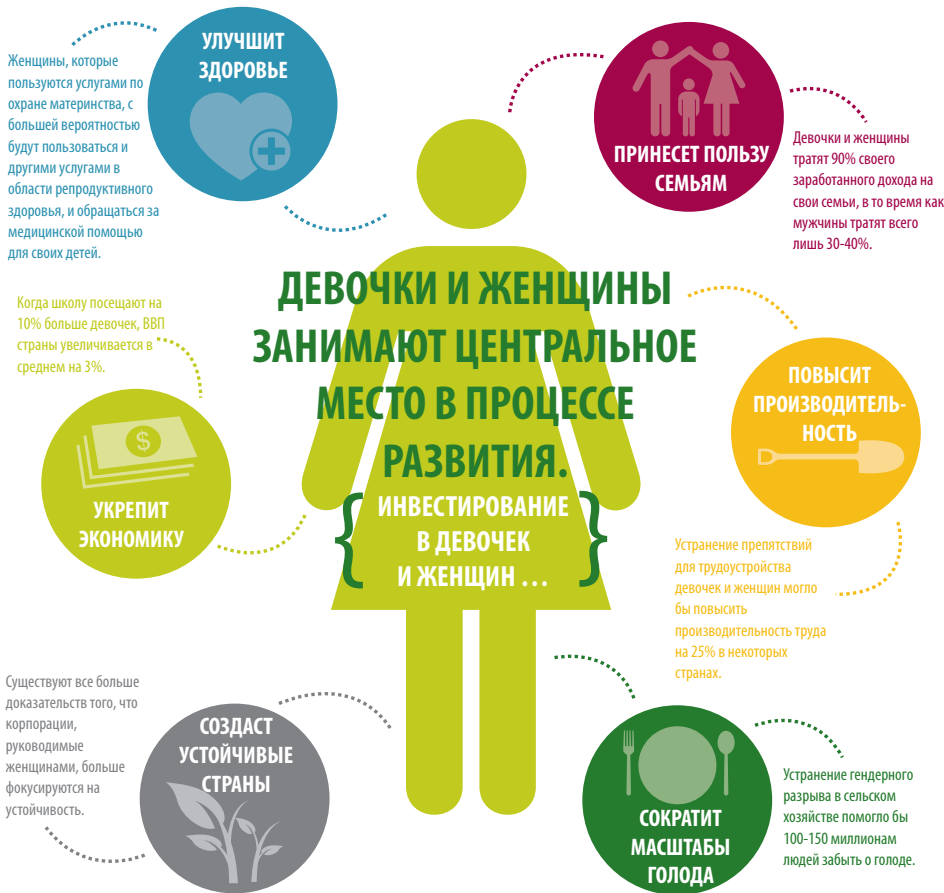 УЛУЧШИТ
ЗДОРОВЬЕ
Женщины, которые
пользуются услугами по
охране материнства, с
большей вероятностью
будут пользоваться и
другими услугами в
области репродуктивного
здоровья, и обращаться за
медицинской помощью
для своих детей.
ПРИНЕСЕТ ПОЛЬЗУ
СЕМЬЯМ
Девочки и женщины
тратят 90% своего
заработанного дохода на
свои семьи, в то время как
мужчины тратят всего
лишь 30-40%.
ДЕВОЧКИ И ЖЕНЩИНЫ
ЗАНИМАЮТ ЦЕНТРАЛЬНОЕ
МЕСТО В ПРОЦЕССЕ
РАЗВИТИЯ.
{ ИНВЕСТИРОВАНИЕ
В ДЕВОЧЕК
И ЖЕНЩИН … }
Когда школу посещают на
10% больше девочек, ВВП
страны увеличивается в
среднем на 3%.
$
УКРЕПИТ
ЭКОНОМИКУ
ПОВЫСИТ
ПРОИЗВОДИТЕЛЬ-
НОСТЬ
Устранение препятствий
для трудоустройства
девочек и женщин могло
бы повысить
производительность труда
на 25% в некоторых
странах.
Существуют все больше
доказательств того, что
корпорации,
руководимые
женщинами, больше
фокусируются на
устойчивость.
СОЗДАСТ
УСТОЙЧИВЫЕ
СТРАНЫ
СОКРАТИТ
МАСШТАБЫ
ГОЛОДА
Устранение гендерного
разрыва в сельском
хозяйстве помогло бы
100-150 миллионам
людей забыть о голоде.